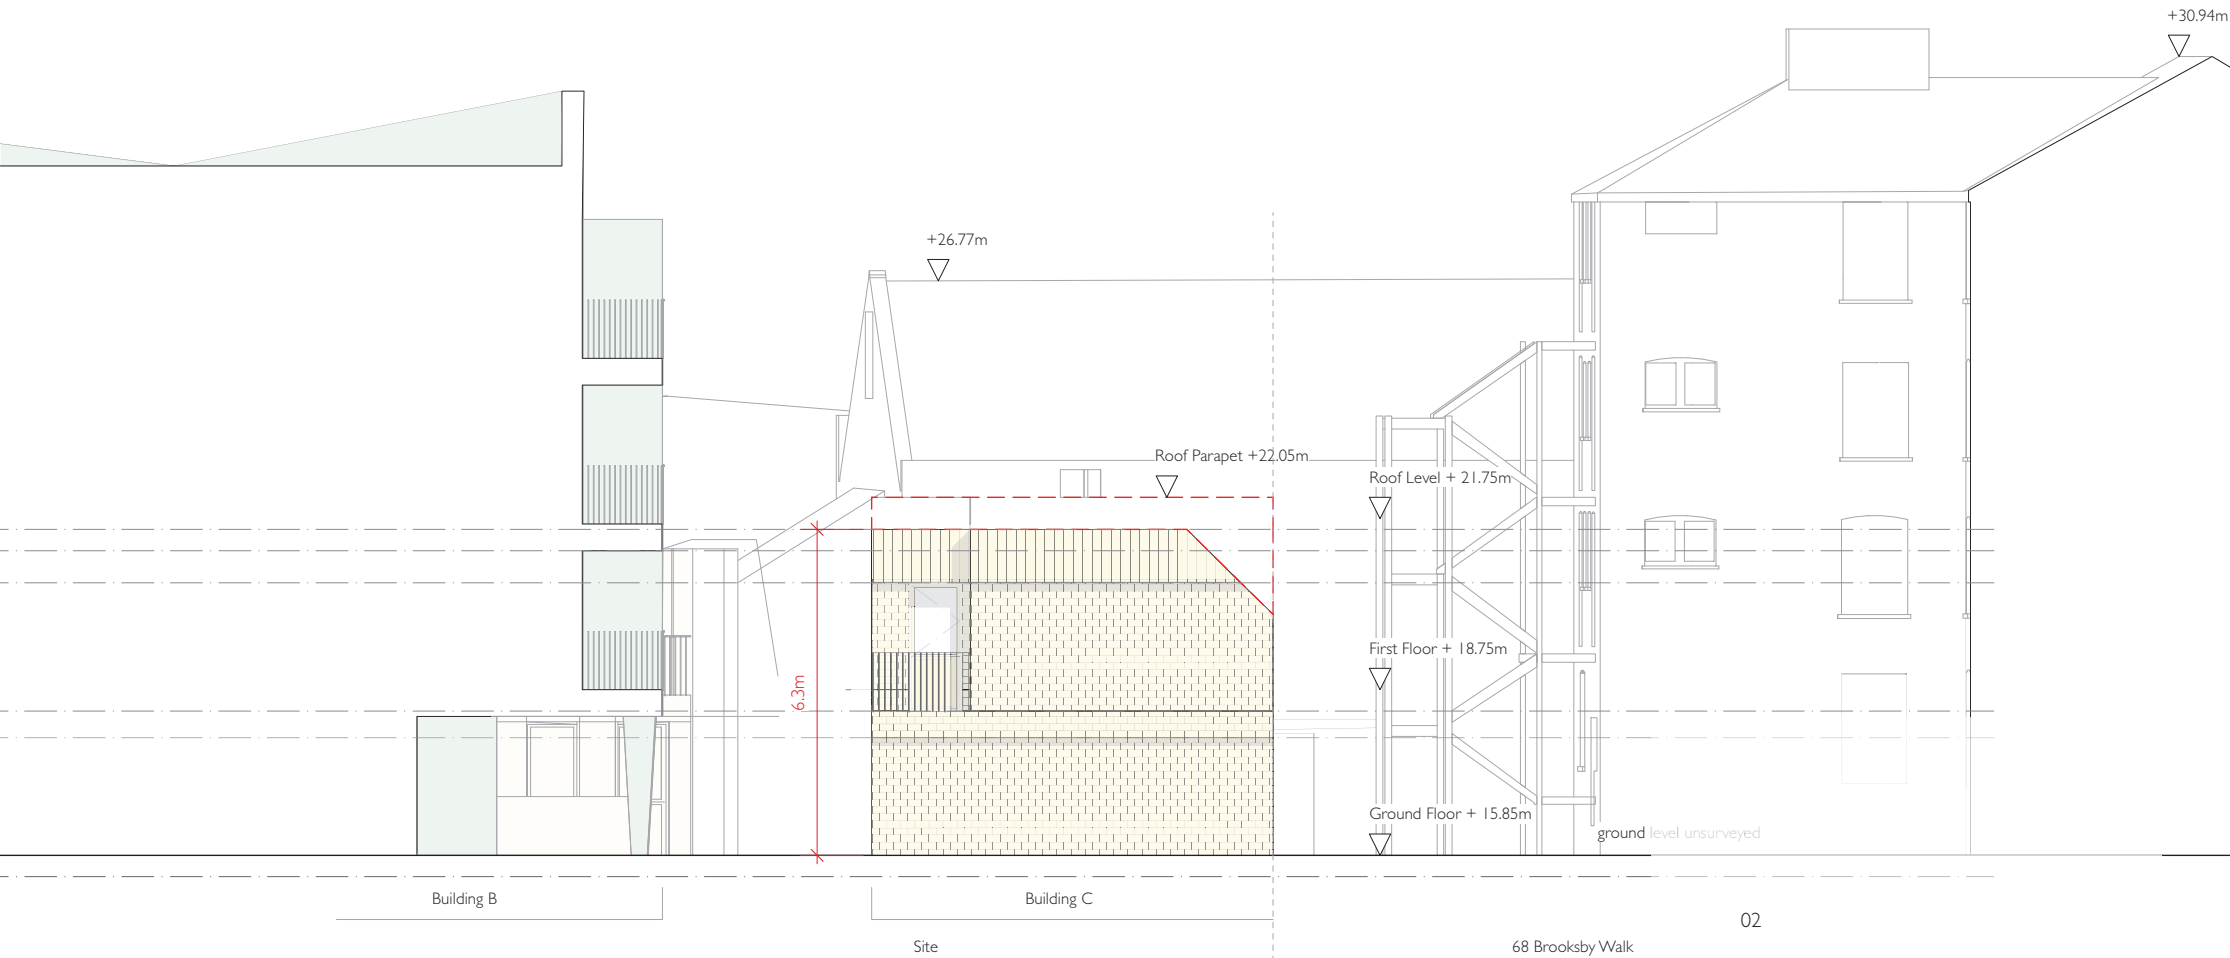 +30.94m
+26.77m
Roof Parapet +22.05m
Roof Level + 21.75m
First Floor + 18.75m
6.3m
Ground Floor + 15.85m
ground level unsurveyed
Building B
Building C
02
Site
68 Brooksby Walk